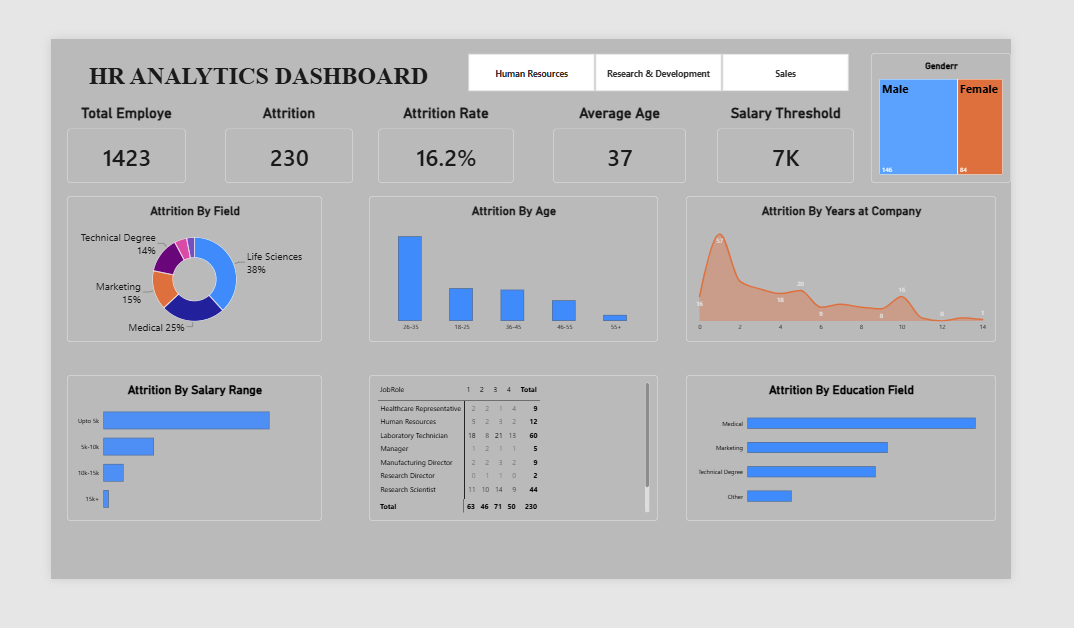 HR ANALYTICS DASHBOARD
Human Resources
Research & Development
Sales
Genderr
Male
Female
146
84
Total Employe
Attrition
Attrition Rate
Average Age
Salary Threshold
1423
230
16.2%
37
7K
Attrition By Field
Technical Degree
14%
Life Sciences
38%
Marketing
15%
Medical 25%
Attrition By Age
26-35
18-25
36-45
46-55
55+
Attrition By Years at Company
57
16
18
20
9
8
15
0
1
0 2 4 6 8 10 12 14
Attrition By Salary Range
Upto 5k
5k-10k
10k-15k
15k+
JobRole 1 2 3 4 Total
Healthcare Representative 2 2 1 4 9
Human Resources 5 2 3 2 12
Laboratory Technician 18 8 21 13 60
Manager 1 2 1 1 5
Manufacturing Director 2 2 3 2 9
Research Director 0 1 1 0 2
Research Scientist 11 10 14 9 44
Total 63 46 71 50 230
Attrition By Education Field
Medical
Marketing
Technical Degree
Other